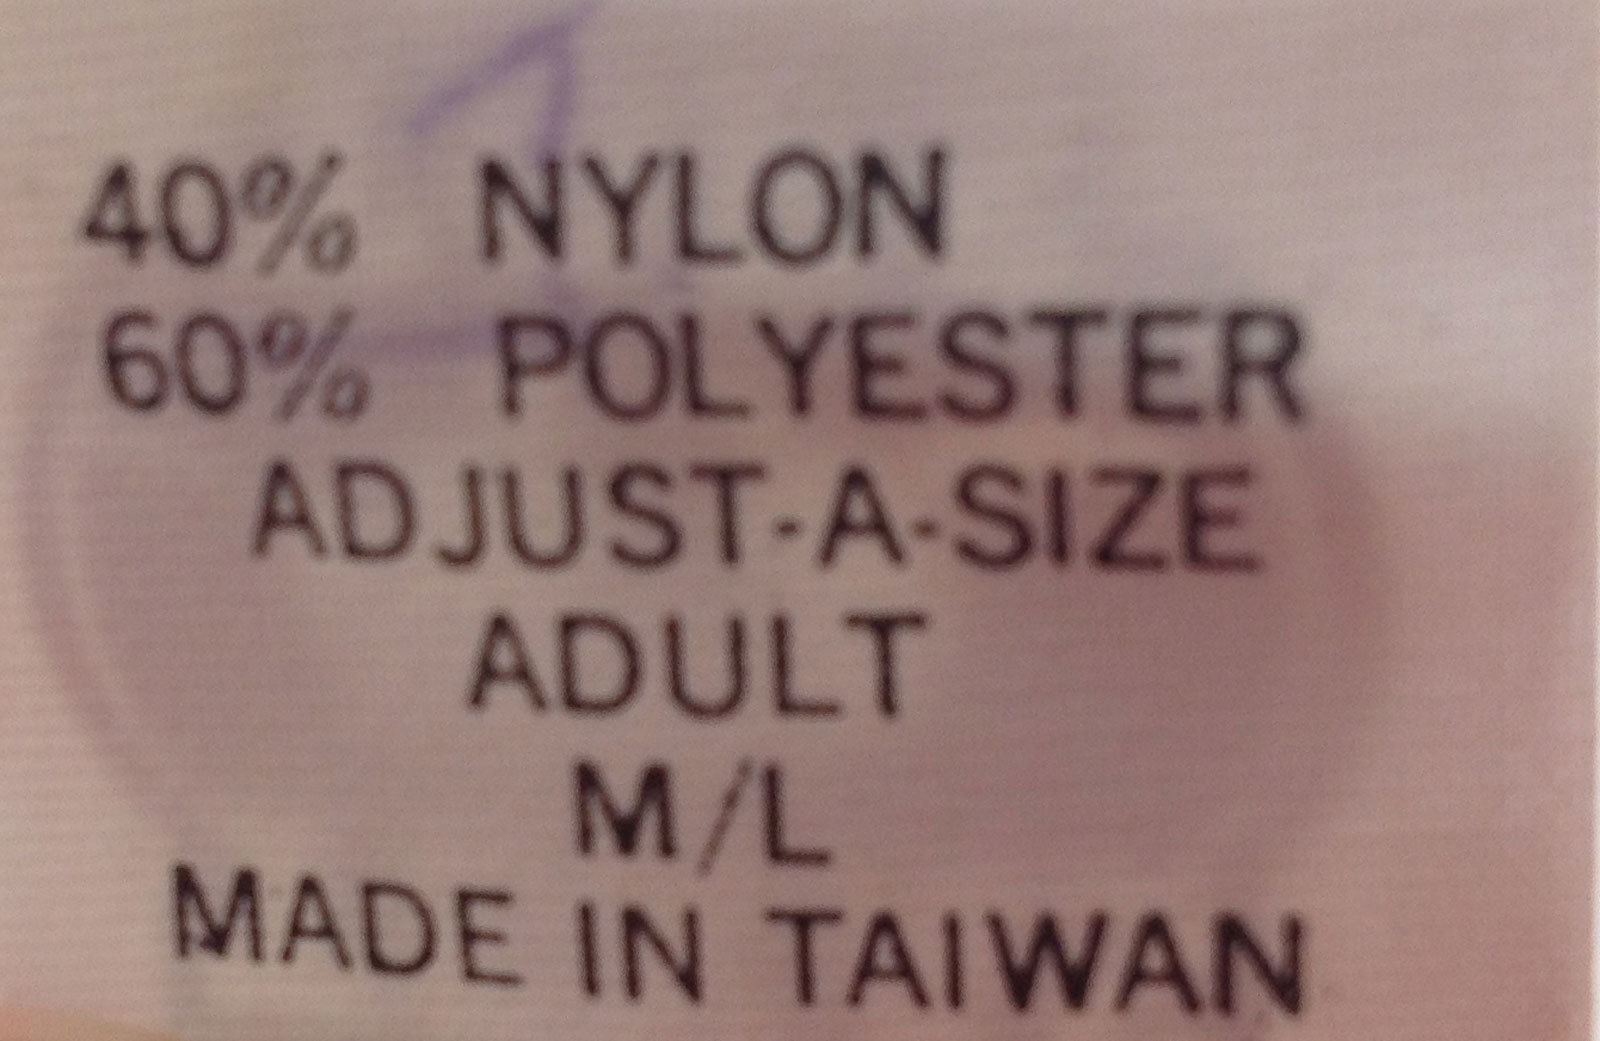 40% NYLON
60% POLYESTER
ADJUST-A-SIZE
ADULT
M/L
MADE IN TAIWAN